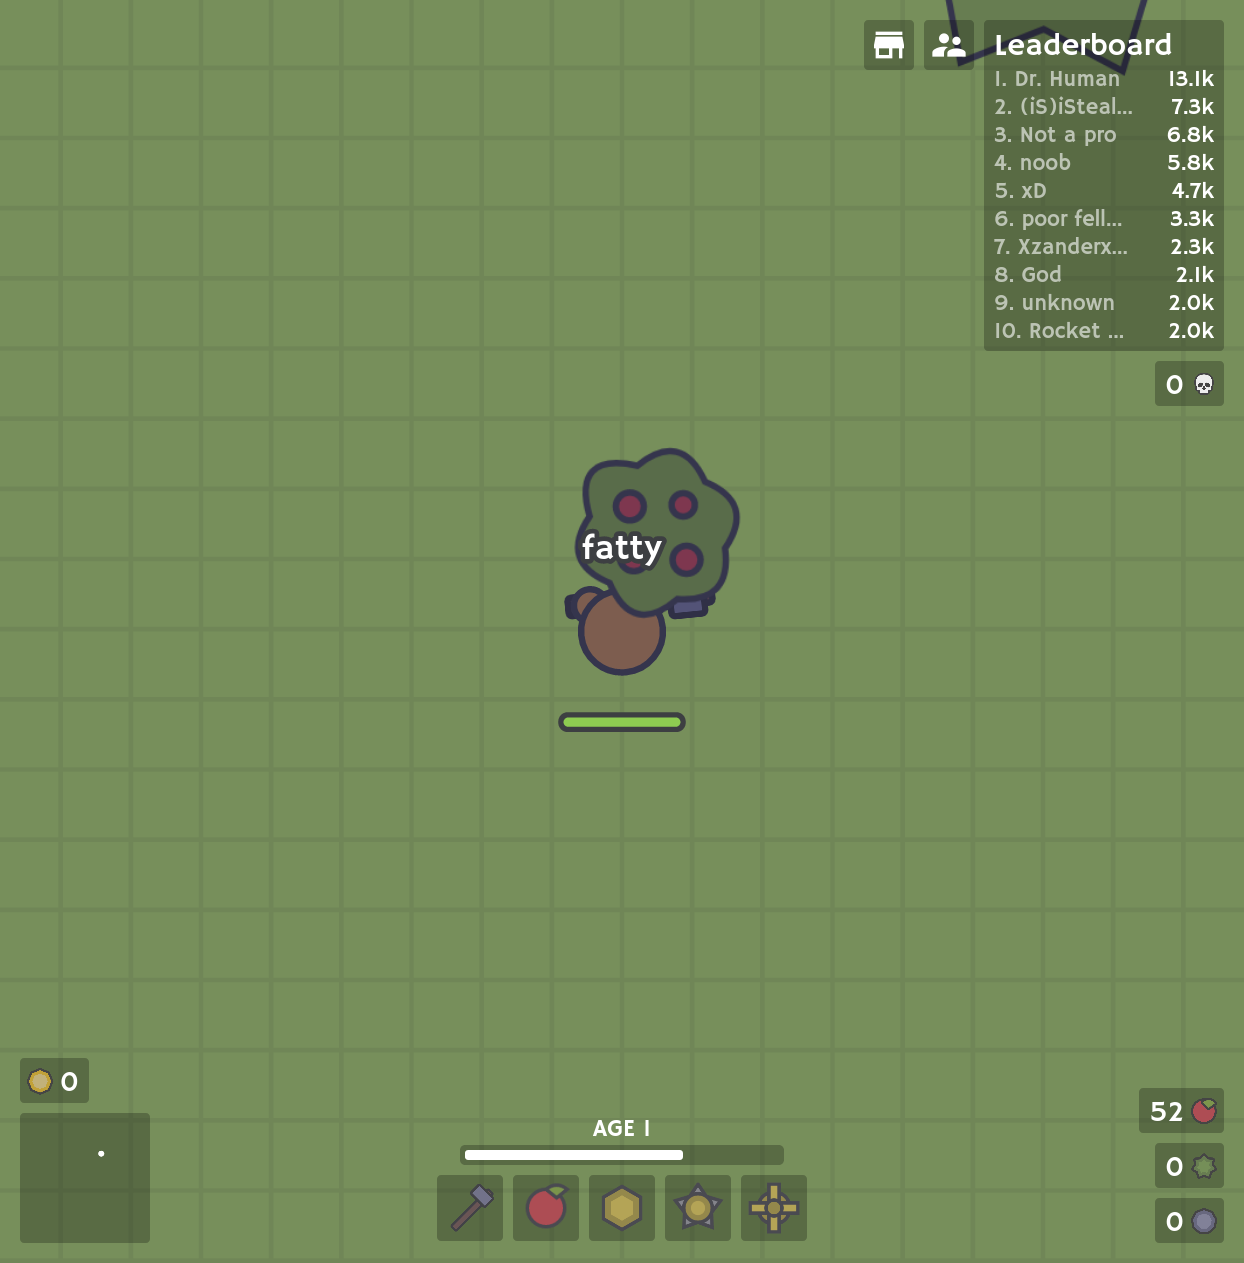 Leaderboard
1. Dr. Human 13.1k
2. (iS)iSteal... 7.3k
3. Not a pro 6.8k
4. noob 5.8k
5. xD 4.7k
6. poor fell... 3.3k
7. Xzanderx... 2.3k
8. God 2.1k
9. unknown 2.0k
10. Rocket ... 2.0k
0
fatty
0
AGE 1
52
0
0